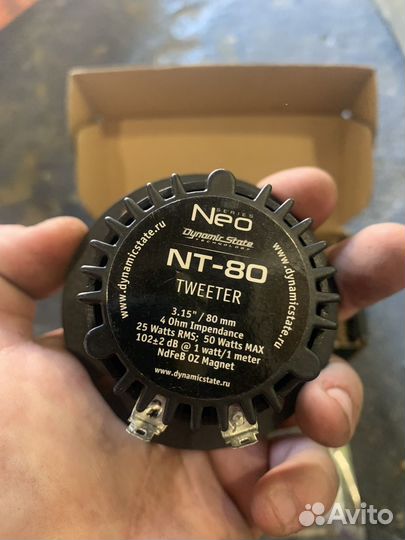 SERIES
Neo
Dynamic State
TECHNOLOGY
NT-80
TWEETER
3.15" / 80 mm
4 Ohm Impendance
25 Watts RMS; 50 Watts MAX
102±2 dB @ 1 watt/1 meter
NdFeB OZ Magnet
www.dynamicstate.ru
www.dynamicstate.ru
www.dynamicstate.ru
Avito